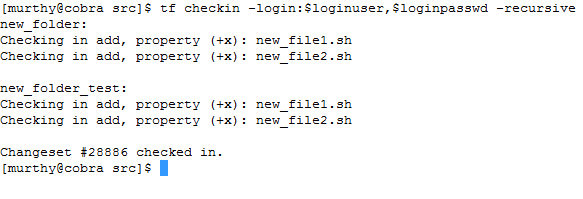 [murthy@cobra src]$ tf checkin -login:$loginuser,$loginpasswd -recursive
new_folder:
Checking in add, property (+x): new_file1.sh
Checking in add, property (+x): new_file2.sh
new_folder_test:
Checking in add, property (+x): new_file1.sh
Checking in add, property (+x): new_file2.sh
Changeset #28886 checked in.
[murthy@cobra src]$